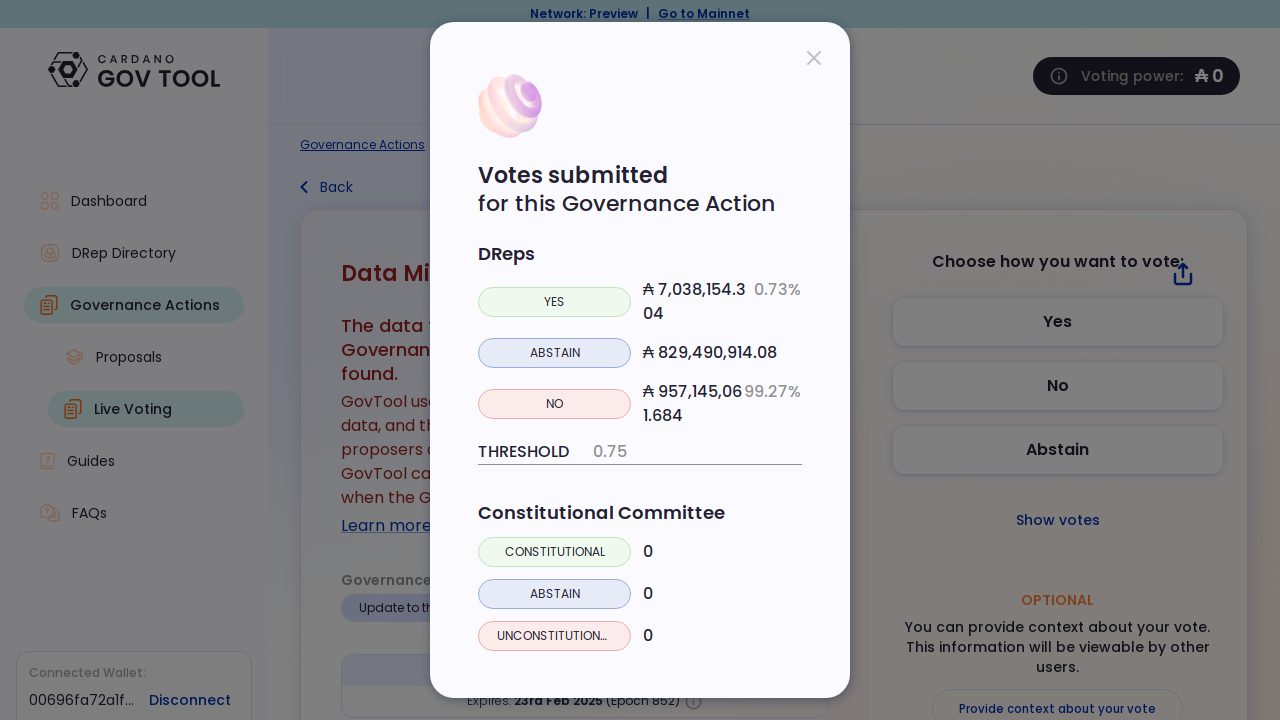 Network: Preview | Go to Mainnet
CARDANO
GOV TOOL
Voting power: ₳ 0
Governance Actions
Back
Dashboard
DRep Directory
Governance Actions
Proposals
Live Voting
Guides
FAQs
Connected Wallet:
00696fa72a1f... Disconnect
Data Mi
The data
Governan
found.
GovTool us
data, and th
proposers
GovTool ca
when the G
Learn more
Governance
Update to th
Expires: 23rd Feb 2025 (Epoch 852)
Votes submitted
for this Governance Action
DReps
YES ₳ 7,038,154.3 0.73%
04
ABSTAIN ₳ 829,490,914.08
NO ₳ 957,145,06 99.27%
1.684
THRESHOLD 0.75
Constitutional Committee
CONSTITUTIONAL 0
ABSTAIN 0
UNCONSTITUTION... 0
Choose how you want to vote:
Yes
No
Abstain
Show votes
OPTIONAL
You can provide context about your vote.
This information will be viewable by other
users.
Provide context about your vote